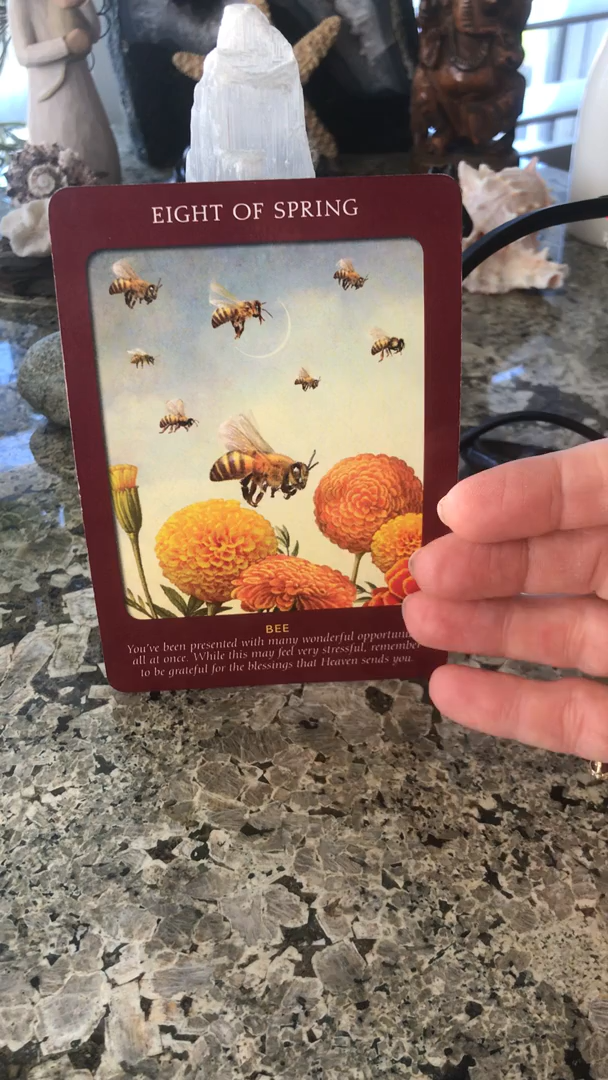 EIGHT OF SPRING
BEE
You've been presented with many wonderful
all at once. While this may feel very stressful, remember
to be grateful for the blessings that Heaven sends you.